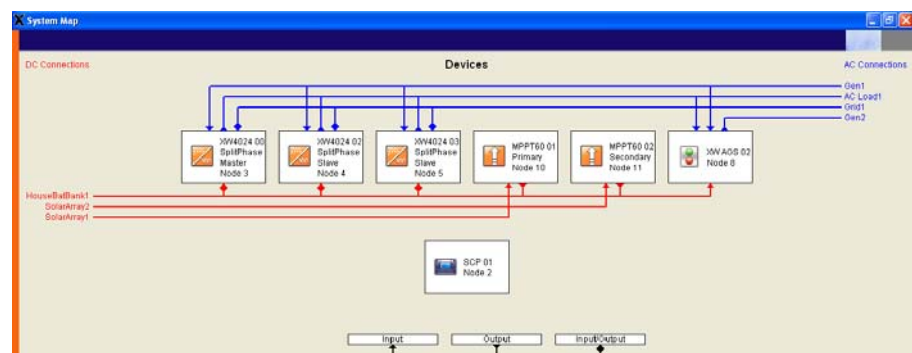 System Map
DC Connections
Devices
AC Connections
Gen1
AC Load1
Grid1
Gen2
XW4024 00
SplitPhase
Master
Node 3
XW4024 02
SplitPhase
Slave
Node 4
XW4024 03
SplitPhase
Slave
Node 5
MPPT60 01
Primary
Node 10
MPPT60 02
Secondary
Node 11
XW AGS 02
Node 8
HouseBatBank1
SolarArray2
SolarArray1
SCP 01
Node 2
Input
Output
Input/Output